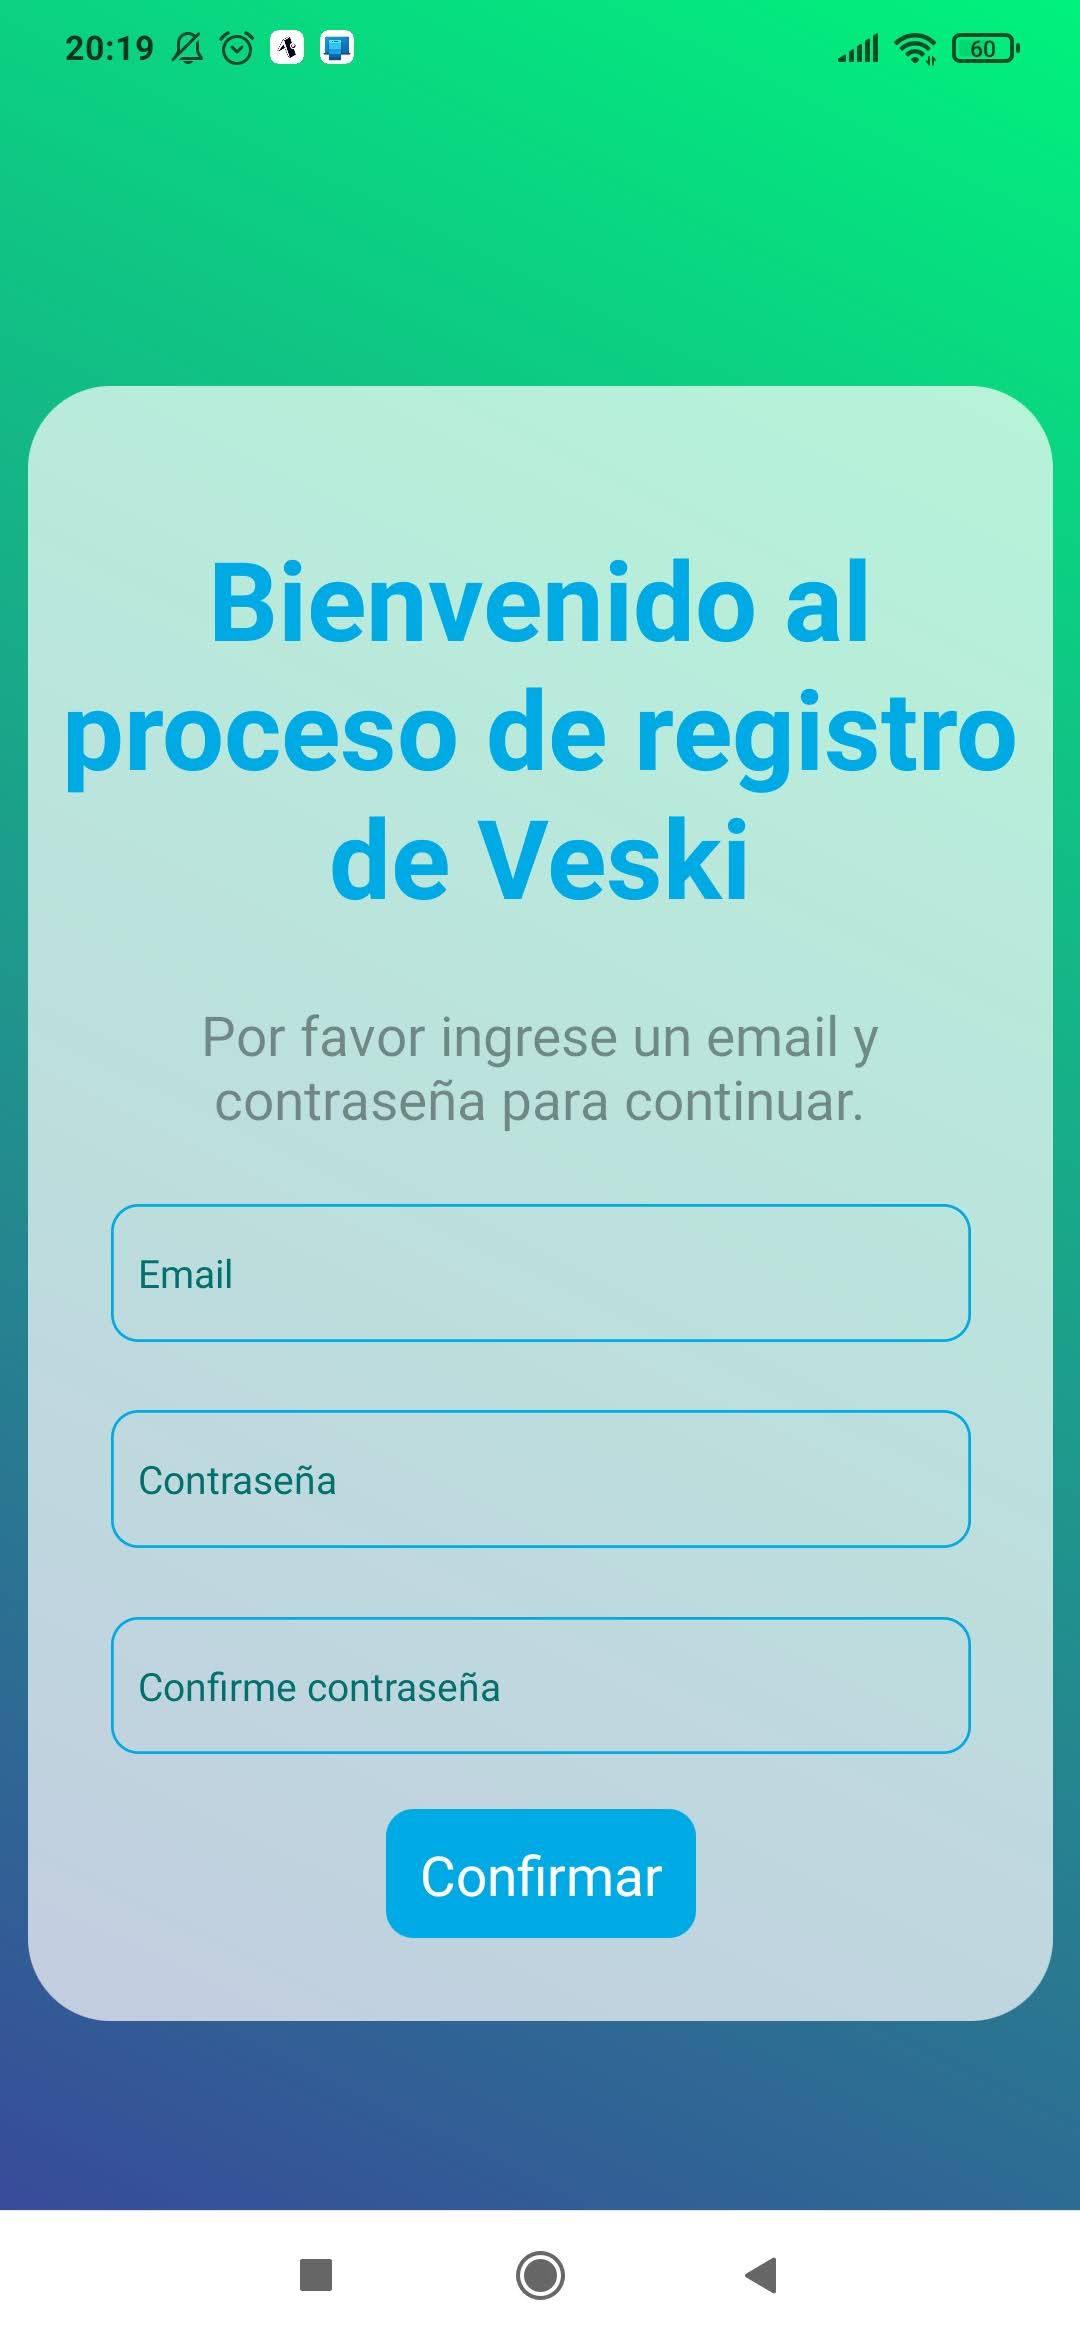 20:19
60
Bienvenido al
proceso de registro
de Veski
Por favor ingrese un email y
contraseña para continuar.
Email
Contraseña
Confirme contraseña
Confirmar